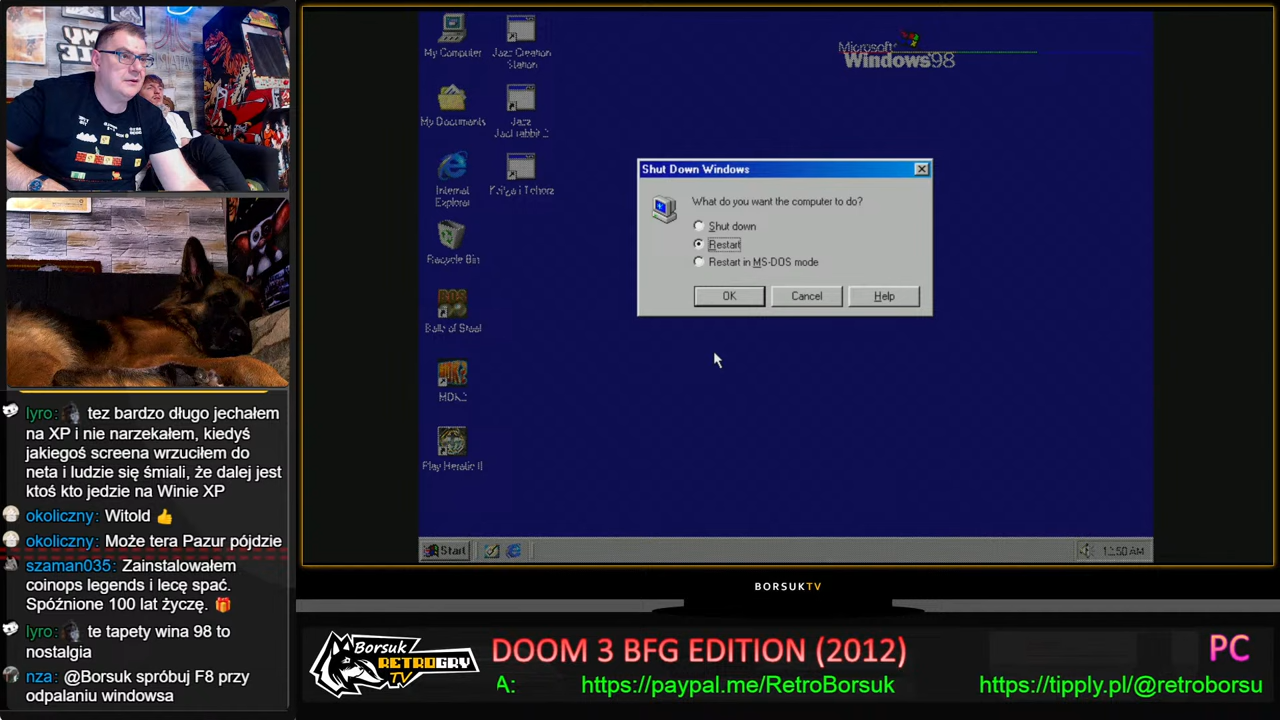 My Computer
Jazz Creation
Station
My Documents
Jazz
Jackrabbit 2
Internet
Explorer
Recycle Bin
BOS
Balls of Steel
MDK2
Play Heretic II
Microsoft
Windows98
Shut Down Windows
What do you want the computer to do?
Shut down
Restart
Restart in MS-DOS mode
OK
Cancel
Help
Start
12:50 AM
lyro: tez bardzo długo jechałem
na XP i nie narzekałem, kiedyś
jakiegoś screena wrzuciłem do
neta i ludzie się śmiali, że dalej jest
ktoś kto jedzie na Winie XP
okoliczny: Witold 👍
okoliczny: Może tera Pazur pójdzie
szaman035: Zainstalowałem
coinops legends i lecę spać.
Spóźnione 100 lat życzę. 🎁
lyro: te tapety wina 98 to
nostalgia
nza: @Borsuk spróbuj F8 przy
odpalaniu windowsa
BORSUKTV
Borsuk
RETROGRY
TV
DOOM 3 BFG EDITION (2012)
PC
A: https://paypal.me/RetroBorsuk https://tipply.pl/@retroborsu